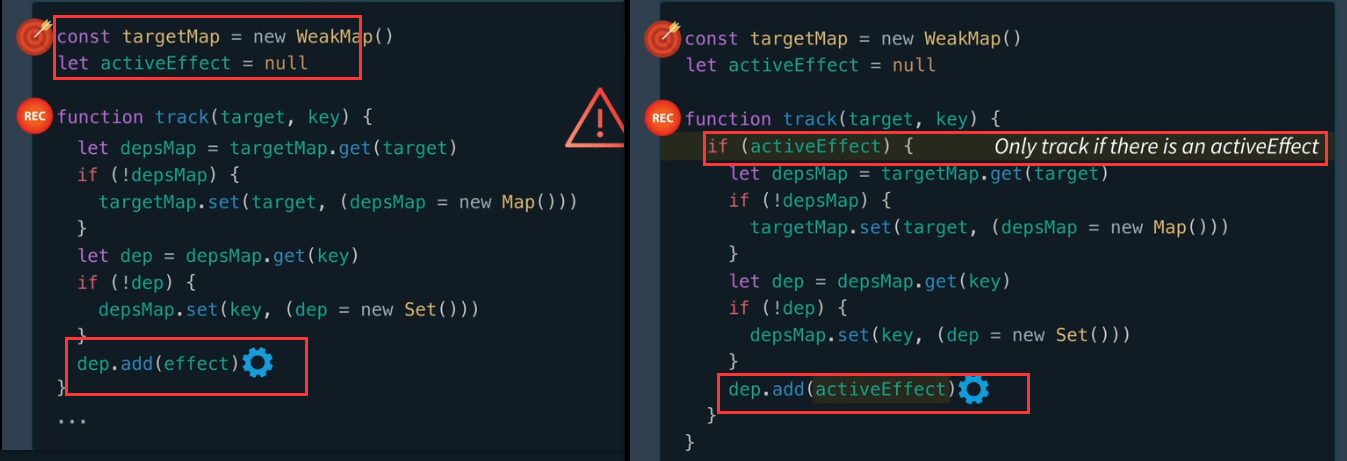 const targetMap = new WeakMap()
let activeEffect = null
REC
function track(target, key) {
let depsMap = targetMap.get(target)
if (!depsMap) {
targetMap.set(target, (depsMap = new Map()))
}
let dep = depsMap.get(key)
if (!dep) {
depsMap.set(key, (dep = new Set()))
}
dep.add(effect)
}
...
const targetMap = new WeakMap()
let activeEffect = null
REC
function track(target, key) {
if (activeEffect) { Only track if there is an activeEffect
let depsMap = targetMap.get(target)
if (!depsMap) {
targetMap.set(target, (depsMap = new Map()))
}
let dep = depsMap.get(key)
if (!dep) {
depsMap.set(key, (dep = new Set()))
}
dep.add(activeEffect)
}
}